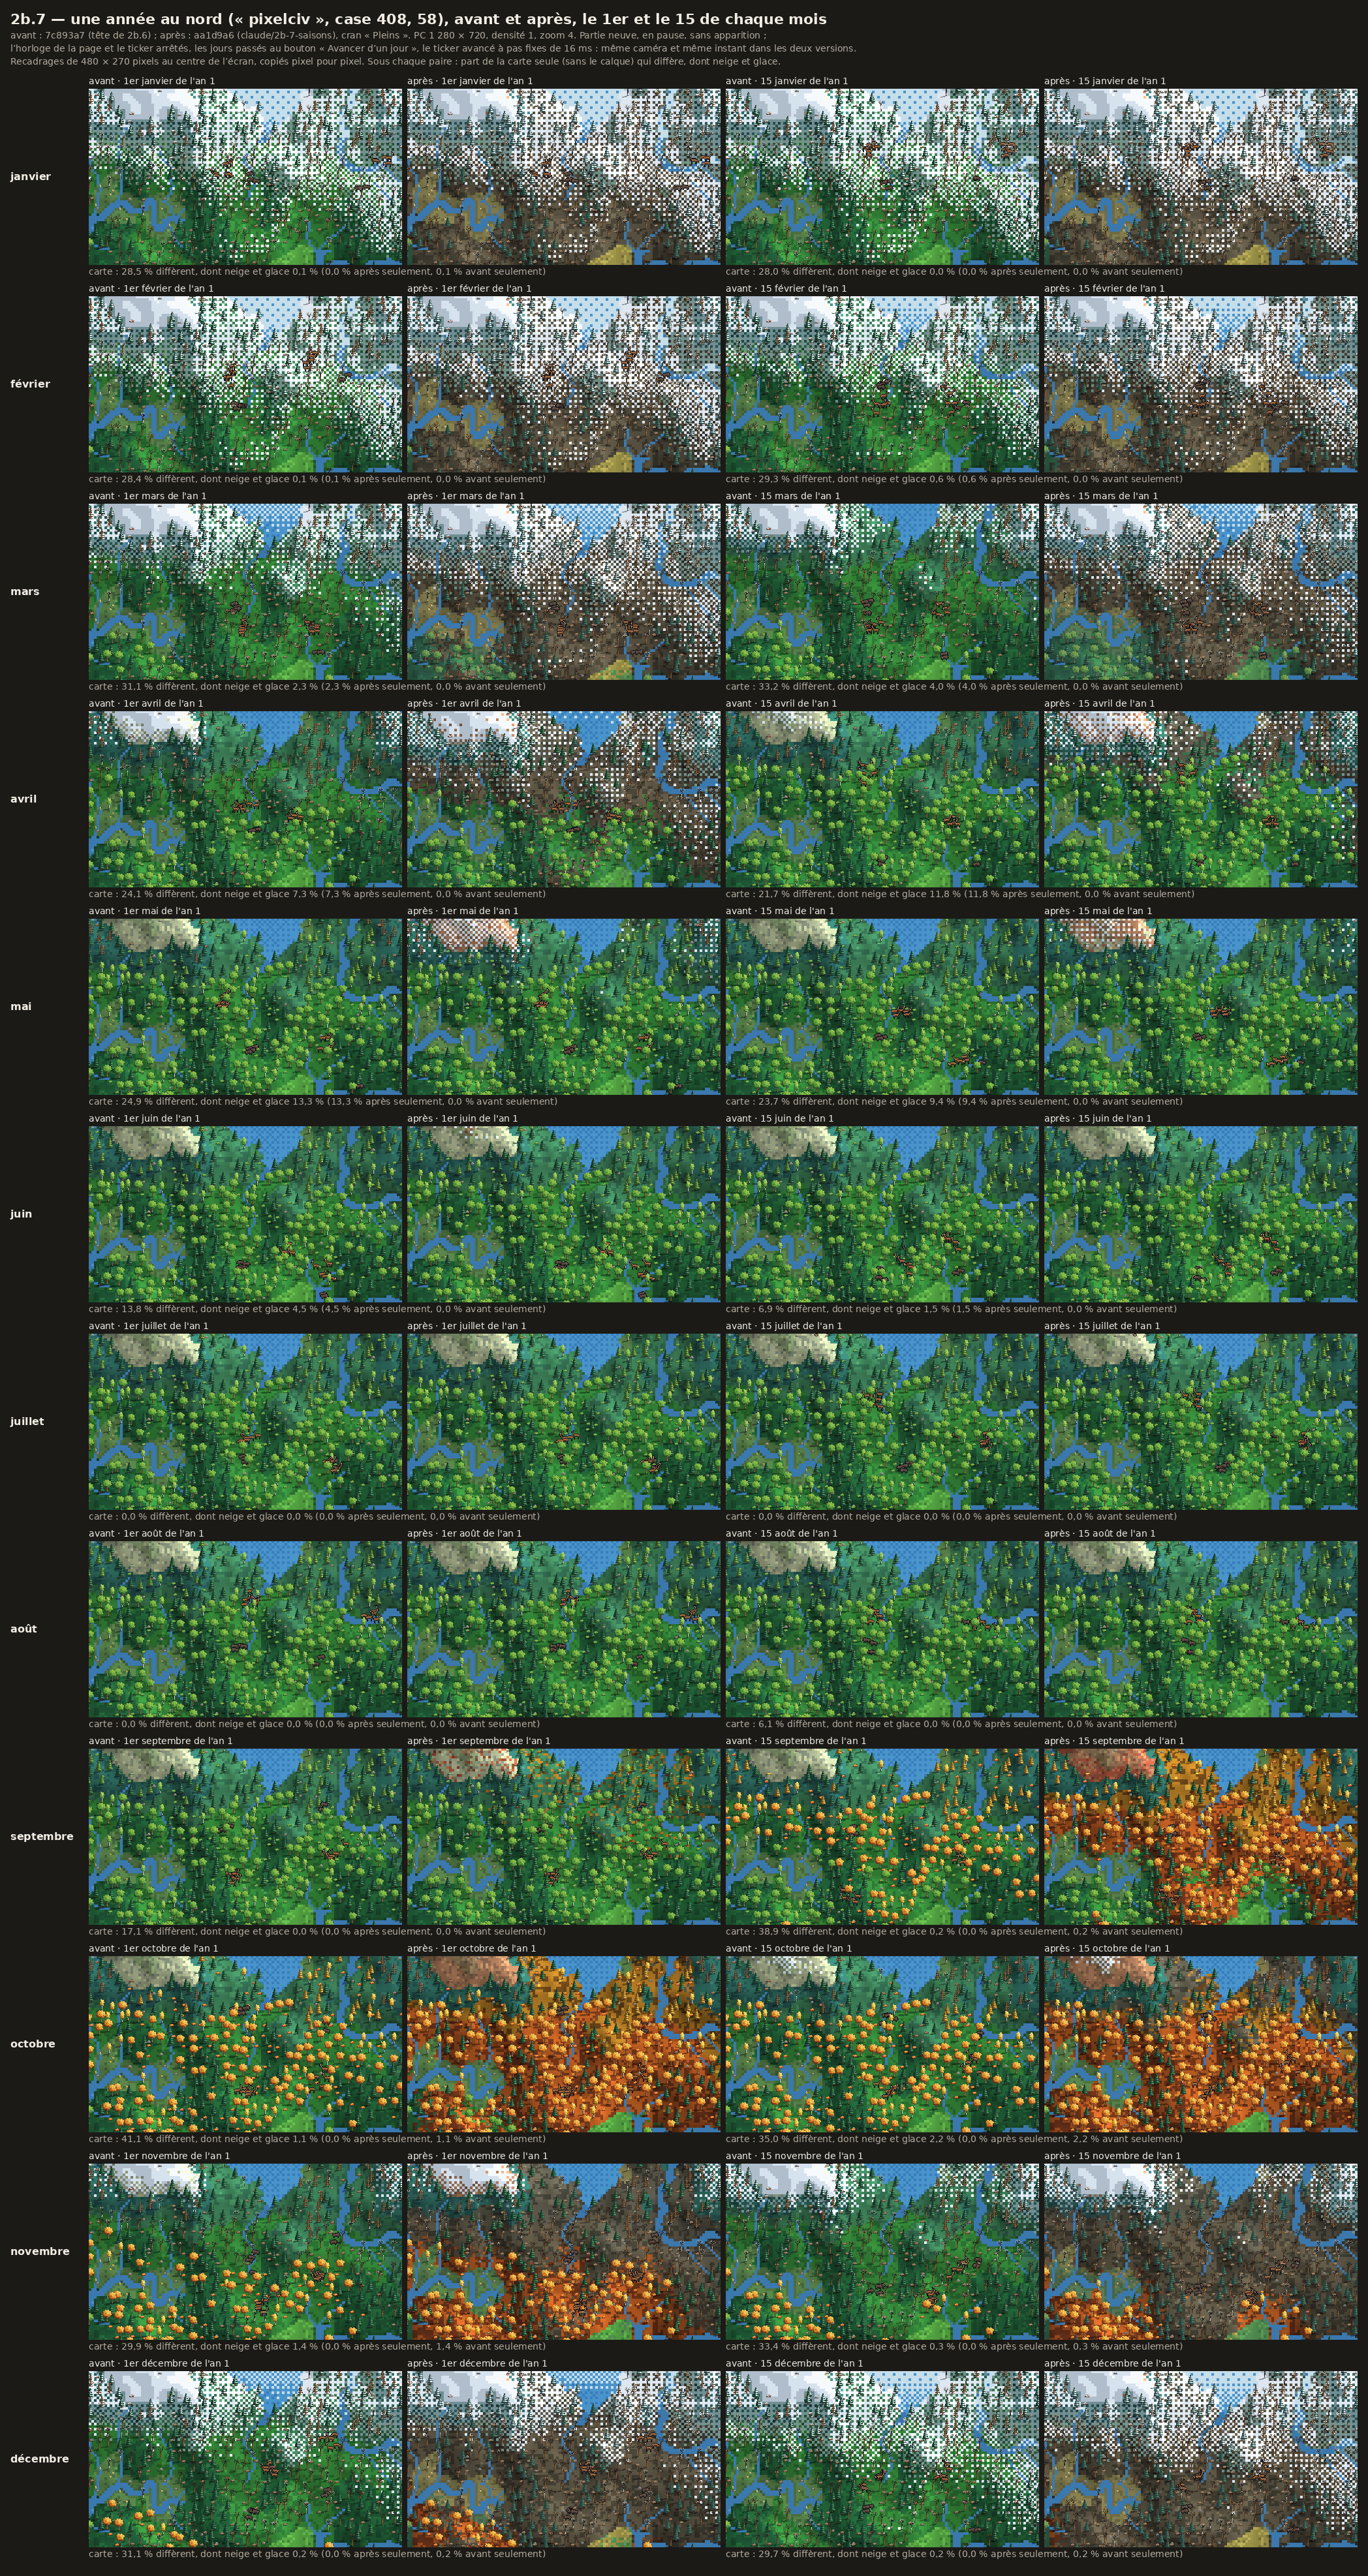 2b.7 — une année au nord (« pixelciv », case 408, 58), avant et après, le 1er et le 15 de chaque mois
avant : 7c893a7 (tête de 2b.6) ; après : aa1d9a6 (claude/2b-7-saisons), cran « Pleins ». PC 1 280 × 720, densité 1, zoom 4. Partie neuve, en pause, sans apparition ;
l’horloge de la page et le ticker arrêtés, les jours passés au bouton « Avancer d’un jour », le ticker avancé à pas fixes de 16 ms : même caméra et même instant dans les deux versions.
Recadrages de 480 × 270 pixels au centre de l’écran, copiés pixel pour pixel. Sous chaque paire : part de la carte seule (sans le calque) qui diffère, dont neige et glace.
avant · 1er janvier de l'an 1 après · 1er janvier de l'an 1 avant · 15 janvier de l'an 1 après · 15 janvier de l'an 1
janvier
carte : 28,5 % diffèrent, dont neige et glace 0,1 % (0,0 % après seulement, 0,1 % avant seulement) carte : 28,0 % diffèrent, dont neige et glace 0,0 % (0,0 % après seulement, 0,0 % avant seulement)
avant · 1er février de l'an 1 après · 1er février de l'an 1 avant · 15 février de l'an 1 après · 15 février de l'an 1
février
carte : 28,4 % diffèrent, dont neige et glace 0,1 % (0,1 % après seulement, 0,0 % avant seulement) carte : 29,3 % diffèrent, dont neige et glace 0,6 % (0,6 % après seulement, 0,0 % avant seulement)
avant · 1er mars de l'an 1 après · 1er mars de l'an 1 avant · 15 mars de l'an 1 après · 15 mars de l'an 1
mars
carte : 31,1 % diffèrent, dont neige et glace 2,3 % (2,3 % après seulement, 0,0 % avant seulement) carte : 33,2 % diffèrent, dont neige et glace 4,0 % (4,0 % après seulement, 0,0 % avant seulement)
avant · 1er avril de l'an 1 après · 1er avril de l'an 1 avant · 15 avril de l'an 1 après · 15 avril de l'an 1
avril
carte : 24,1 % diffèrent, dont neige et glace 7,3 % (7,3 % après seulement, 0,0 % avant seulement) carte : 21,7 % diffèrent, dont neige et glace 11,8 % (11,8 % après seulement, 0,0 % avant seulement)
avant · 1er mai de l'an 1 après · 1er mai de l'an 1 avant · 15 mai de l'an 1 après · 15 mai de l'an 1
mai
carte : 24,9 % diffèrent, dont neige et glace 13,3 % (13,3 % après seulement, 0,0 % avant seulement) carte : 23,7 % diffèrent, dont neige et glace 9,4 % (9,4 % après seulement, 0,0 % avant seulement)
avant · 1er juin de l'an 1 après · 1er juin de l'an 1 avant · 15 juin de l'an 1 après · 15 juin de l'an 1
juin
carte : 13,8 % diffèrent, dont neige et glace 4,5 % (4,5 % après seulement, 0,0 % avant seulement) carte : 6,9 % diffèrent, dont neige et glace 1,5 % (1,5 % après seulement, 0,0 % avant seulement)
avant · 1er juillet de l'an 1 après · 1er juillet de l'an 1 avant · 15 juillet de l'an 1 après · 15 juillet de l'an 1
juillet
carte : 0,0 % diffèrent, dont neige et glace 0,0 % (0,0 % après seulement, 0,0 % avant seulement) carte : 0,0 % diffèrent, dont neige et glace 0,0 % (0,0 % après seulement, 0,0 % avant seulement)
avant · 1er août de l'an 1 après · 1er août de l'an 1 avant · 15 août de l'an 1 après · 15 août de l'an 1
août
carte : 0,0 % diffèrent, dont neige et glace 0,0 % (0,0 % après seulement, 0,0 % avant seulement) carte : 6,1 % diffèrent, dont neige et glace 0,0 % (0,0 % après seulement, 0,0 % avant seulement)
avant · 1er septembre de l'an 1 après · 1er septembre de l'an 1 avant · 15 septembre de l'an 1 après · 15 septembre de l'an 1
septembre
carte : 17,1 % diffèrent, dont neige et glace 0,0 % (0,0 % après seulement, 0,0 % avant seulement) carte : 38,9 % diffèrent, dont neige et glace 0,2 % (0,0 % après seulement, 0,2 % avant seulement)
avant · 1er octobre de l'an 1 après · 1er octobre de l'an 1 avant · 15 octobre de l'an 1 après · 15 octobre de l'an 1
octobre
carte : 41,1 % diffèrent, dont neige et glace 1,1 % (0,0 % après seulement, 1,1 % avant seulement) carte : 35,0 % diffèrent, dont neige et glace 2,2 % (0,0 % après seulement, 2,2 % avant seulement)
avant · 1er novembre de l'an 1 après · 1er novembre de l'an 1 avant · 15 novembre de l'an 1 après · 15 novembre de l'an 1
novembre
carte : 29,9 % diffèrent, dont neige et glace 1,4 % (0,0 % après seulement, 1,4 % avant seulement) carte : 33,4 % diffèrent, dont neige et glace 0,3 % (0,0 % après seulement, 0,3 % avant seulement)
avant · 1er décembre de l'an 1 après · 1er décembre de l'an 1 avant · 15 décembre de l'an 1 après · 15 décembre de l'an 1
décembre
carte : 31,1 % diffèrent, dont neige et glace 0,2 % (0,0 % après seulement, 0,2 % avant seulement) carte : 29,7 % diffèrent, dont neige et glace 0,2 % (0,0 % après seulement, 0,2 % avant seulement)